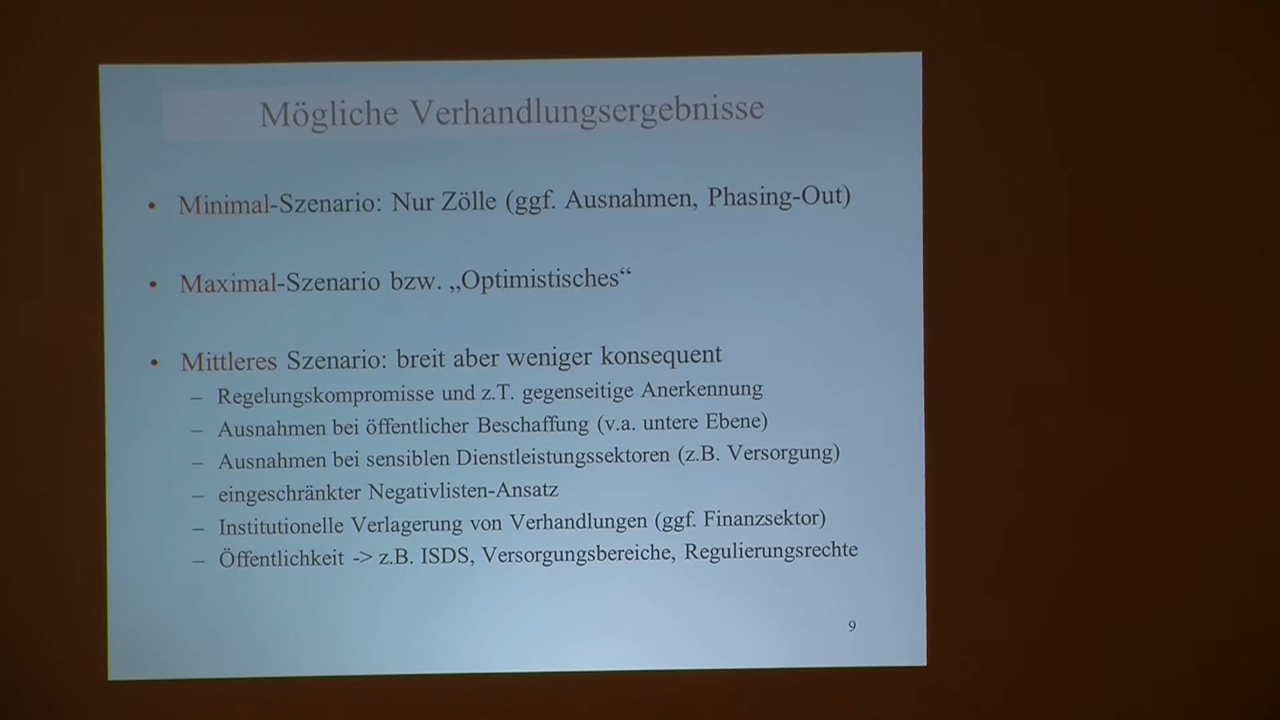 Mögliche Verhandlungsergebnisse
• Minimal-Szenario: Nur Zölle (ggf. Ausnahmen, Phasing-Out)
• Maximal-Szenario bzw. „Optimistisches“
• Mittleres Szenario: breit aber weniger konsequent
– Regelungskompromisse und z.T. gegenseitige Anerkennung
– Ausnahmen bei öffentlicher Beschaffung (v.a. untere Ebene)
– Ausnahmen bei sensiblen Dienstleistungssektoren (z.B. Versorgung)
– eingeschränkter Negativlisten-Ansatz
– Institutionelle Verlagerung von Verhandlungen (ggf. Finanzsektor)
– Öffentlichkeit -> z.B. ISDS, Versorgungsbereiche, Regulierungsrechte
9